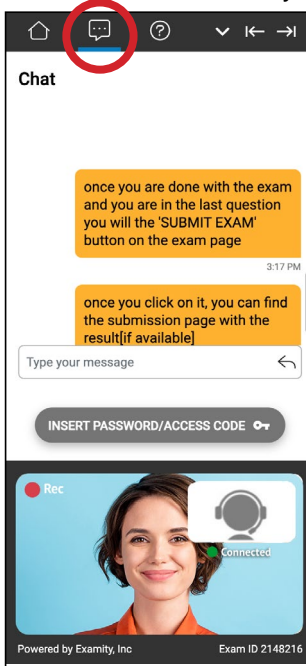 Chat
once you are done with the exam
and you are in the last question
you will the 'SUBMIT EXAM'
button on the exam page
3:17 PM
once you click on it, you can find
the submission page with the
result[if available]
Type your message
INSERT PASSWORD/ACCESS CODE
Rec
Connected
Powered by Examity, Inc
Exam ID 2148216